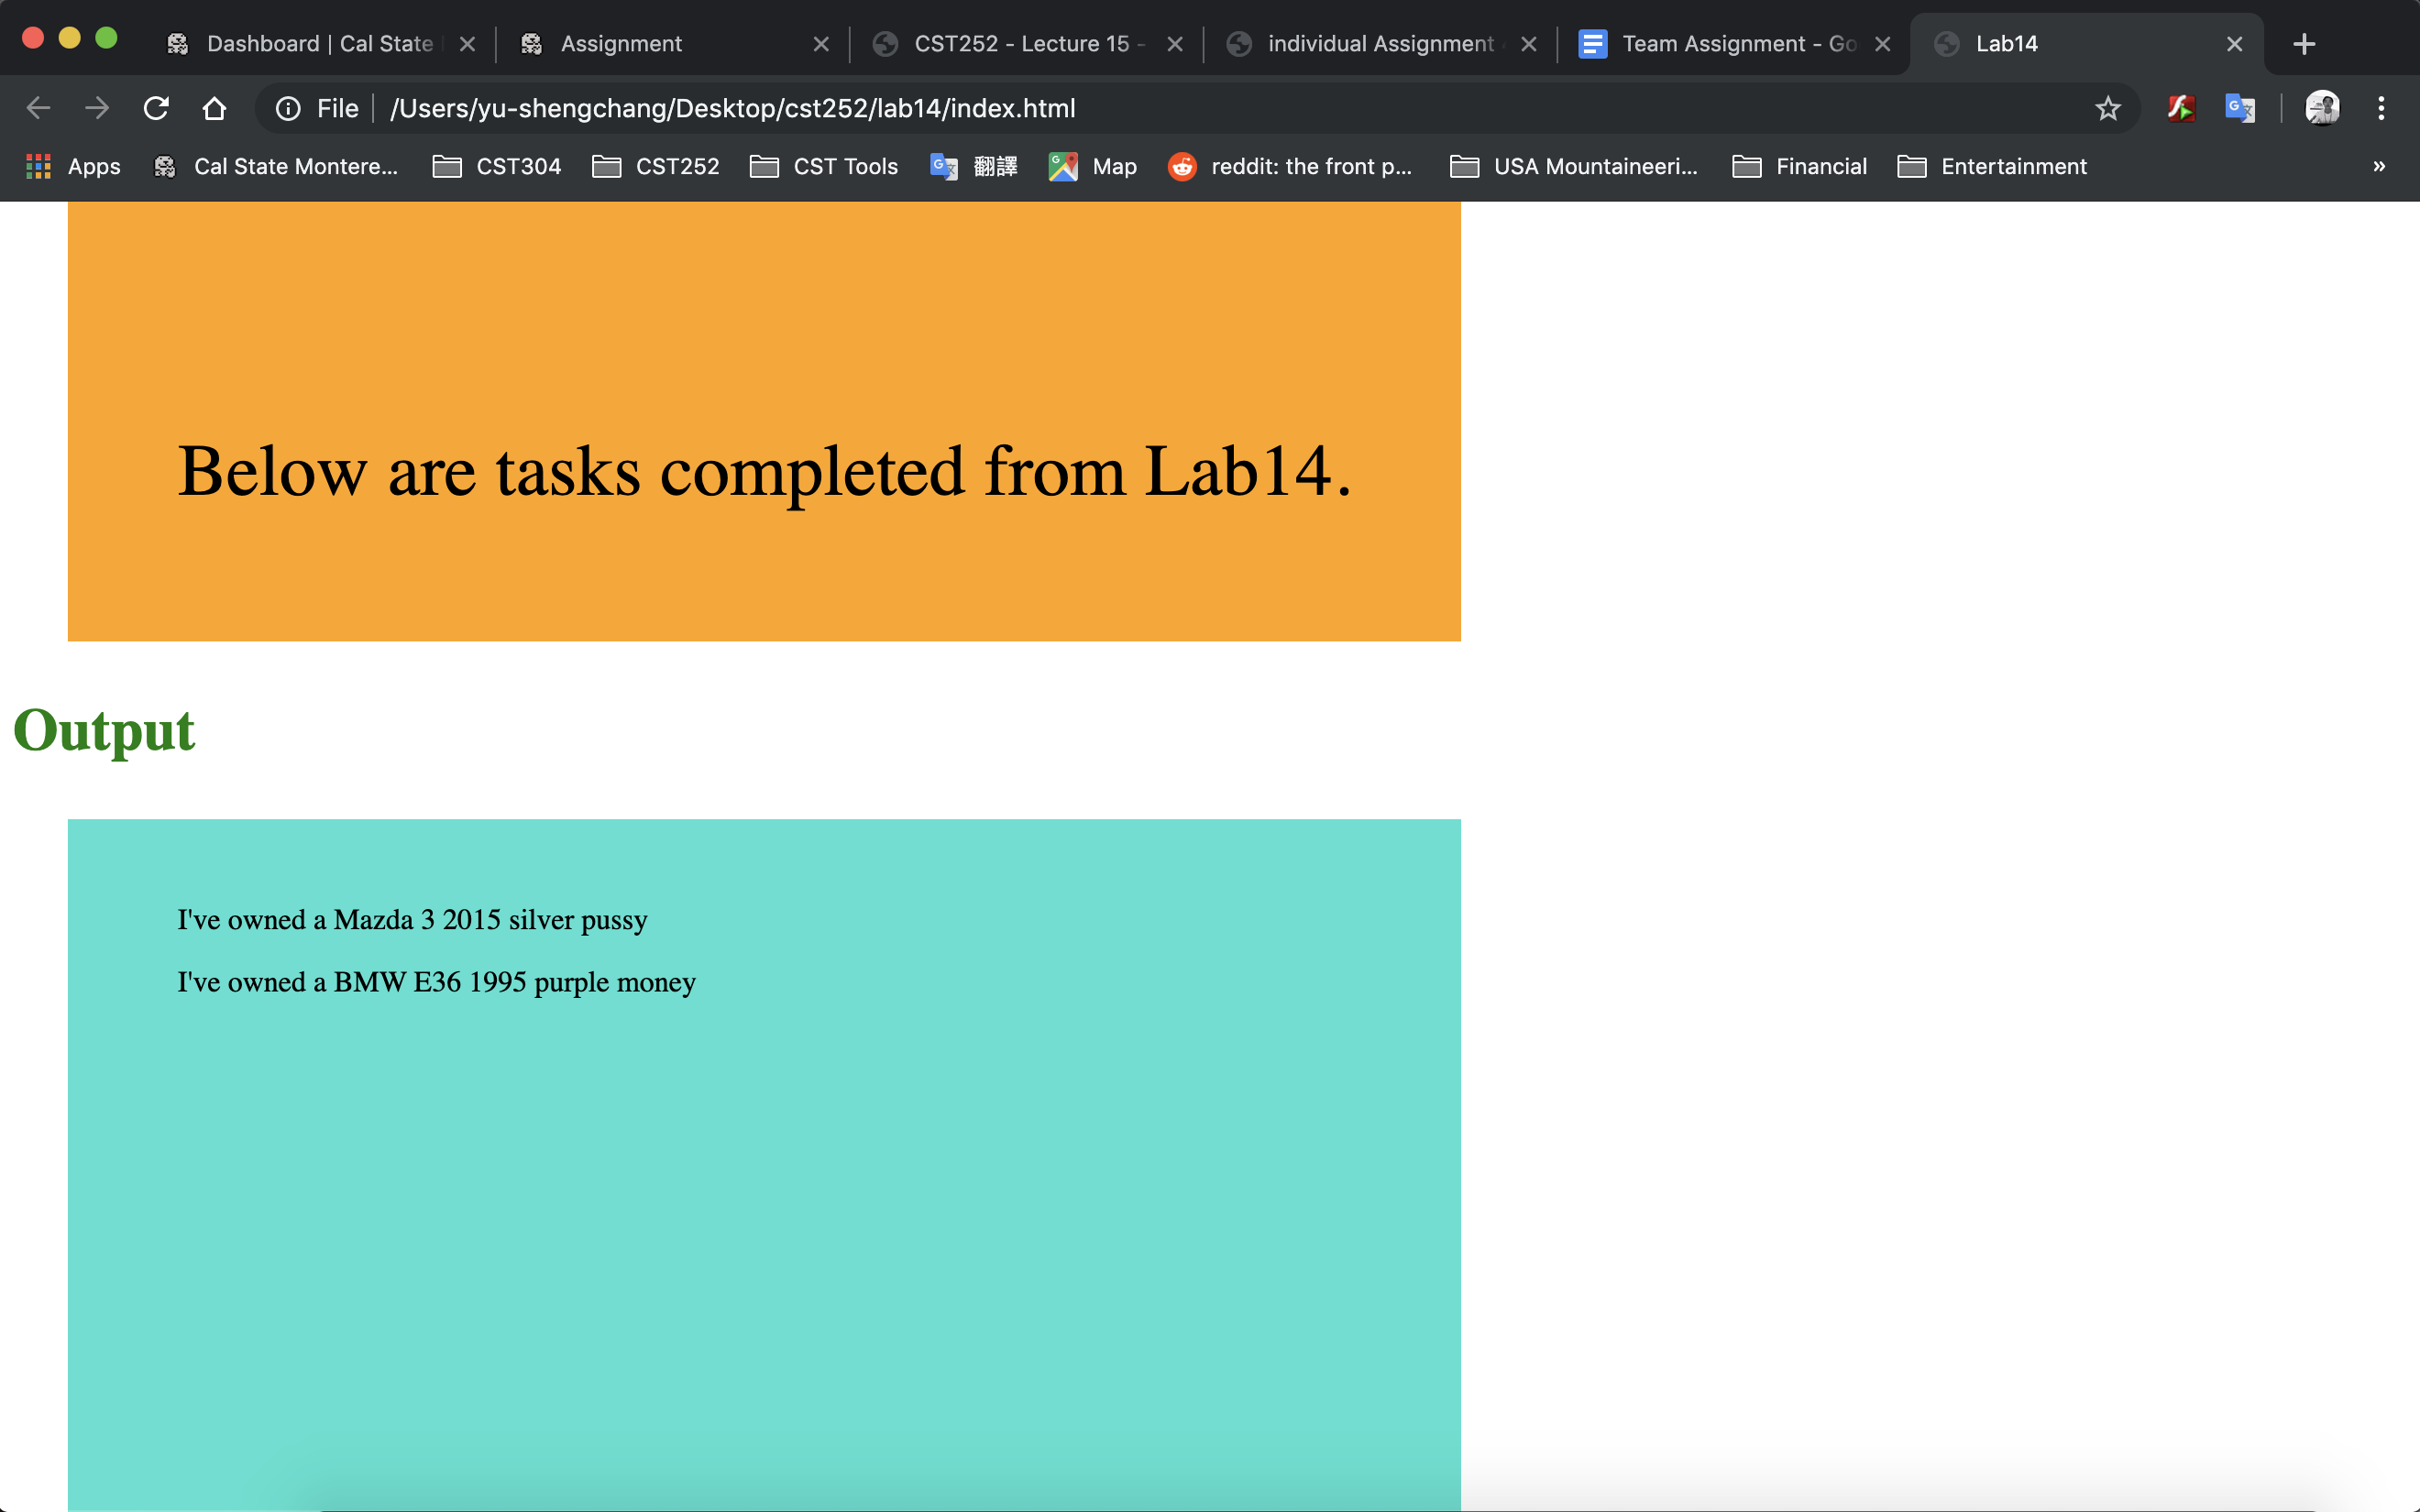 Dashboard | Cal State
Assignment
CST252 - Lecture 15 -
individual Assignment
Team Assignment - Go
Lab14
File
/Users/yu-shengchang/Desktop/cst252/lab14/index.html
Apps
Cal State Montere...
CST304
CST252
CST Tools
翻譯
Map
reddit: the front p...
USA Mountaineeri...
Financial
Entertainment
»
Below are tasks completed from Lab14.
Output
I've owned a Mazda 3 2015 silver pussy
I've owned a BMW E36 1995 purple money